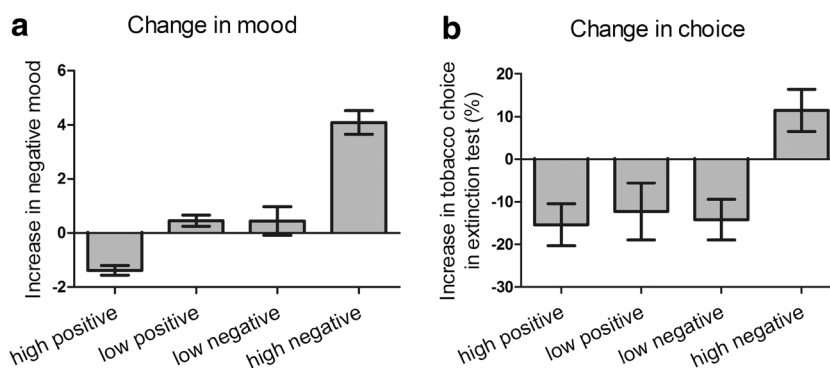 a
Change in mood
Increase in negative mood
6
4
2
0
-2
high positive
low positive
low negative
high negative
b
Change in choice
Increase in tobacco choice
in extinction test (%)
20
10
0
-10
-20
-30
high positive
low positive
low negative
high negative